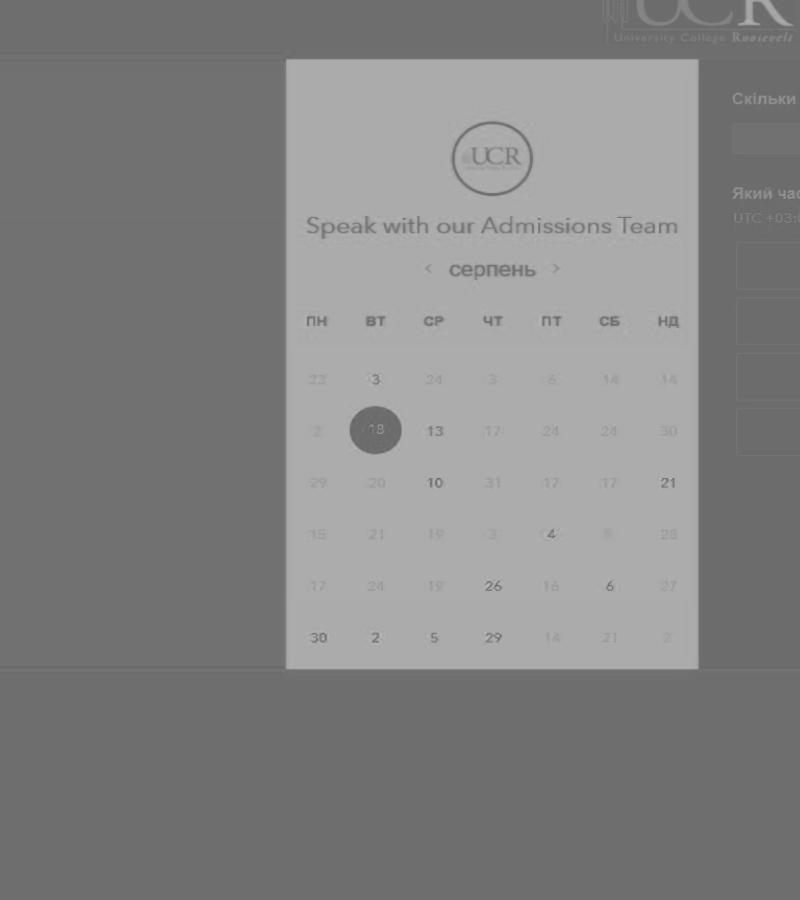 UCR
University College Roosevelt
Скільки
UCR
Який час
UTC +03:0
Speak with our Admissions Team
< серпень >
ПН ВТ СР ЧТ ПТ СБ НД
23 3 24 3 6 14 14
2 18 13 17 24 24 30
29 20 10 31 17 17 21
15 21 19 3 4 28
17 24 19 26 16 6 27
30 2 5 29 14 21 2